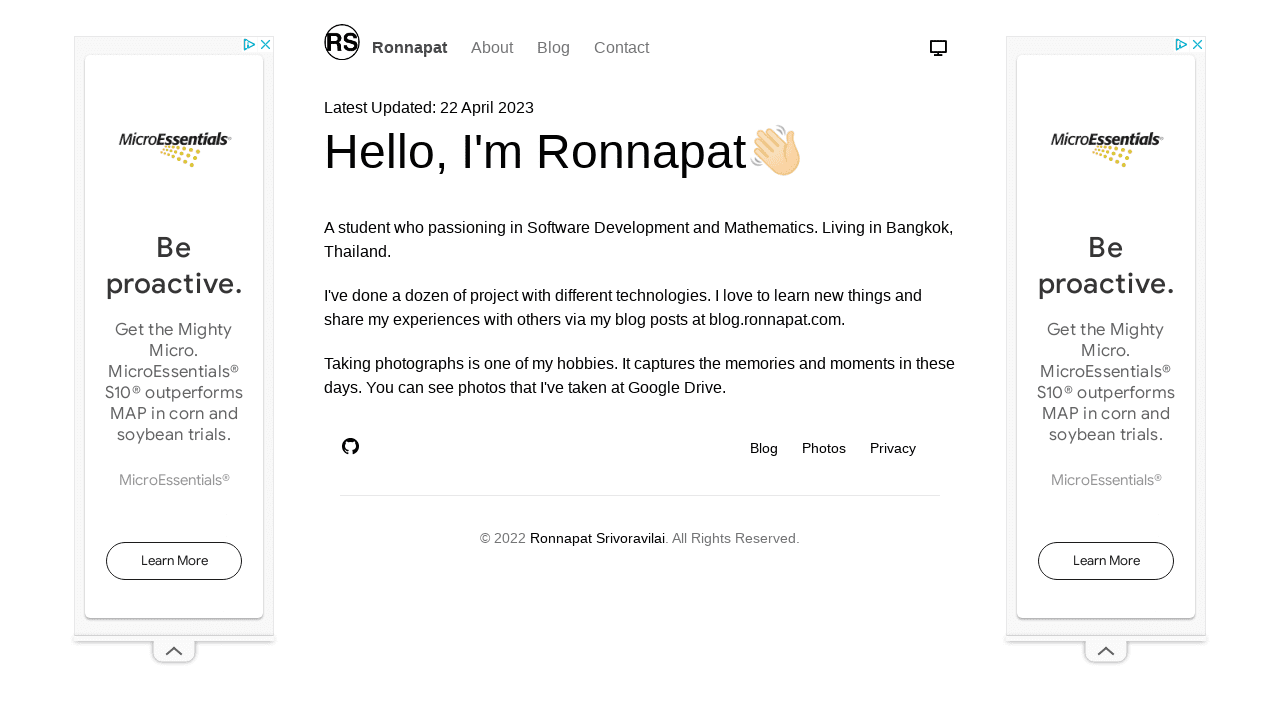 RS Ronnapat About Blog Contact
Latest Updated: 22 April 2023
Hello, I'm Ronnapat👋🏻
A student who passioning in Software Development and Mathematics. Living in Bangkok,
Thailand.
I've done a dozen of project with different technologies. I love to learn new things and
share my experiences with others via my blog posts at blog.ronnapat.com.
Taking photographs is one of my hobbies. It captures the memories and moments in these
days. You can see photos that I've taken at Google Drive.
Blog Photos Privacy
© 2022 Ronnapat Srivoravilai. All Rights Reserved.
MicroEssentials®
Be
proactive.
Get the Mighty
Micro.
MicroEssentials®
S10® outperforms
MAP in corn and
soybean trials.
MicroEssentials®
Learn More
MicroEssentials®
Be
proactive.
Get the Mighty
Micro.
MicroEssentials®
S10® outperforms
MAP in corn and
soybean trials.
MicroEssentials®
Learn More